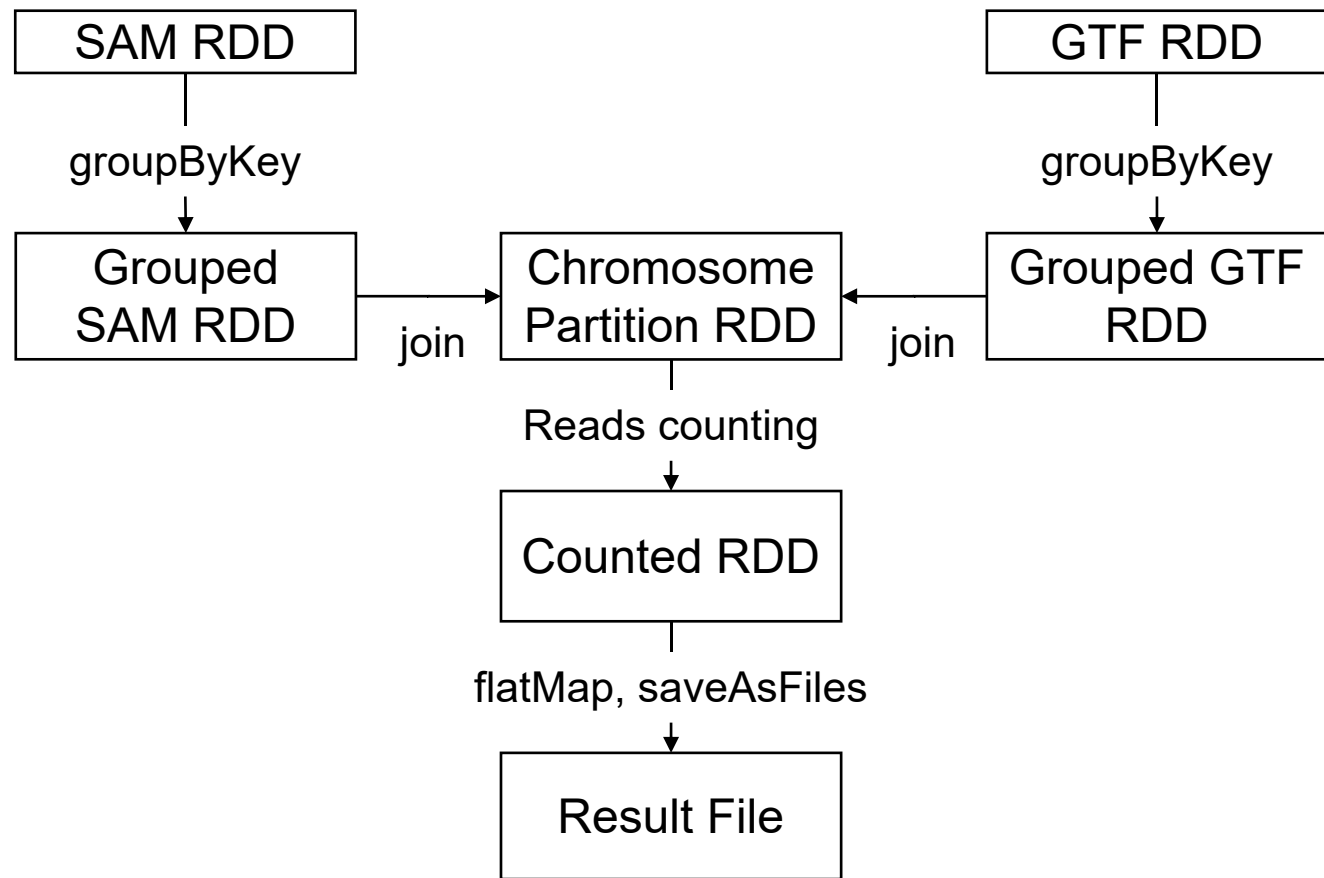 SAM RDD
GTF RDD
groupByKey
groupByKey
Grouped
SAM RDD
Chromosome
Partition RDD
Grouped GTF
RDD
join
join
Reads counting
Counted RDD
flatMap, saveAsFiles
Result File